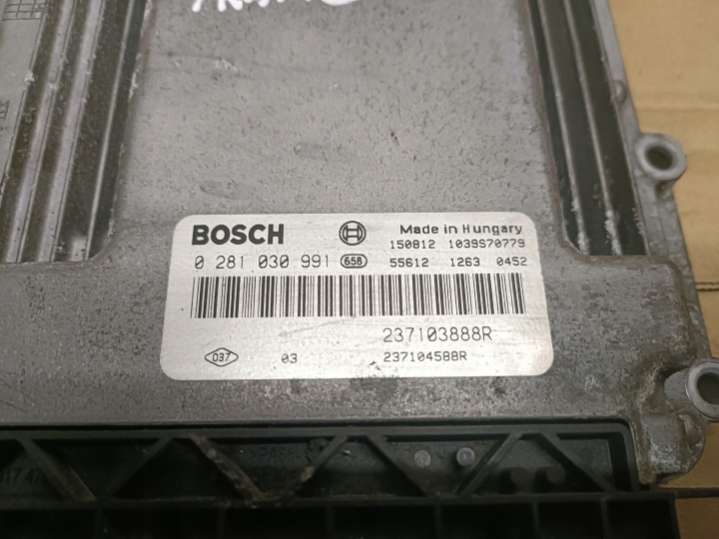 BOSCH
Made in Hungary
150812 1039S70779
0 281 030 991 658 55612 1263 0452
237103888R
D37 03 237104588R